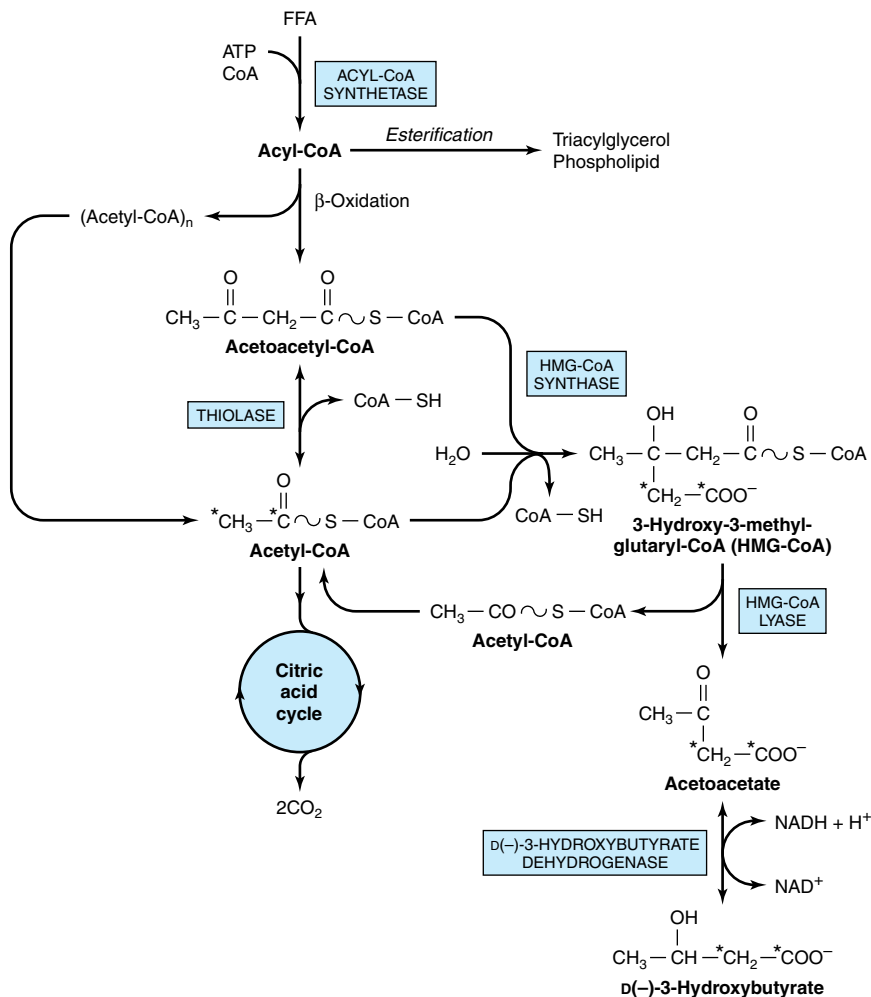 FFA
ATP
CoA
ACYL-CoA
SYNTHETASE
Acyl-CoA
Esterification
Triacylglycerol
Phospholipid
(Acetyl-CoA)n
β-Oxidation
O O
CH3 — C — CH2 — C ~ S — CoA
Acetoacetyl-CoA
HMG-CoA
SYNTHASE
THIOLASE
CoA — SH
OH O
H2O
CH3 — C — CH2 — C ~ S — CoA
*CH2 — *COO–
O
*CH3 — *C ~ S — CoA
Acetyl-CoA
CoA — SH
3-Hydroxy-3-methyl-
glutaryl-CoA (HMG-CoA)
CH3 — CO ~ S — CoA
Acetyl-CoA
HMG-CoA
LYASE
Citric
acid
cycle
2CO2
O
CH3 — C
*CH2 — *COO–
Acetoacetate
D(–)-3-HYDROXYBUTYRATE
DEHYDROGENASE
NADH + H+
NAD+
OH
CH3 — CH — *CH2 — *COO–
D(–)-3-Hydroxybutyrate